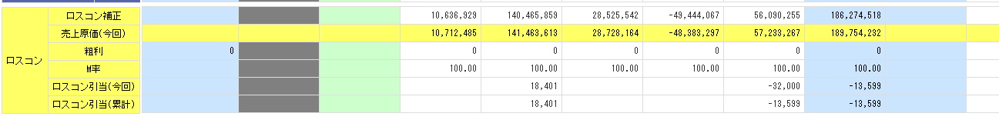 ロスコン補正 10,636,929 140,465,859 28,525,542 -49,444,067 56,090,255 186,274,518
売上原価(今回) 10,712,485 141,463,613 28,728,164 -48,383,297 57,233,267 189,754,232
ロスコン 粗利 0 0 0 0 0 0 0
M率 100.00 100.00 100.00 100.00 100.00 100.00
ロスコン引当(今回) 18,401 -32,000 -13,599
ロスコン引当(累計) 18,401 -13,599 -13,599